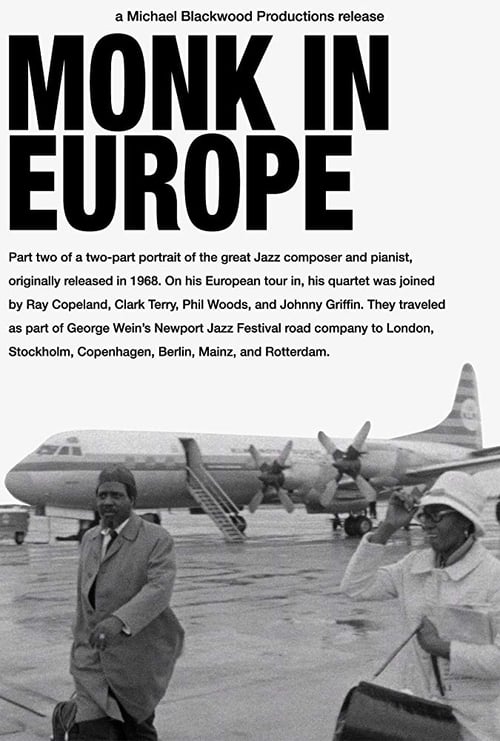 a Michael Blackwood Productions release
MONK IN
EUROPE
Part two of a two-part portrait of the great Jazz composer and pianist,
originally released in 1968. On his European tour in, his quartet was joined
by Ray Copeland, Clark Terry, Phil Woods, and Johnny Griffin. They traveled
as part of George Wein's Newport Jazz Festival road company to London,
Stockholm, Copenhagen, Berlin, Mainz, and Rotterdam.